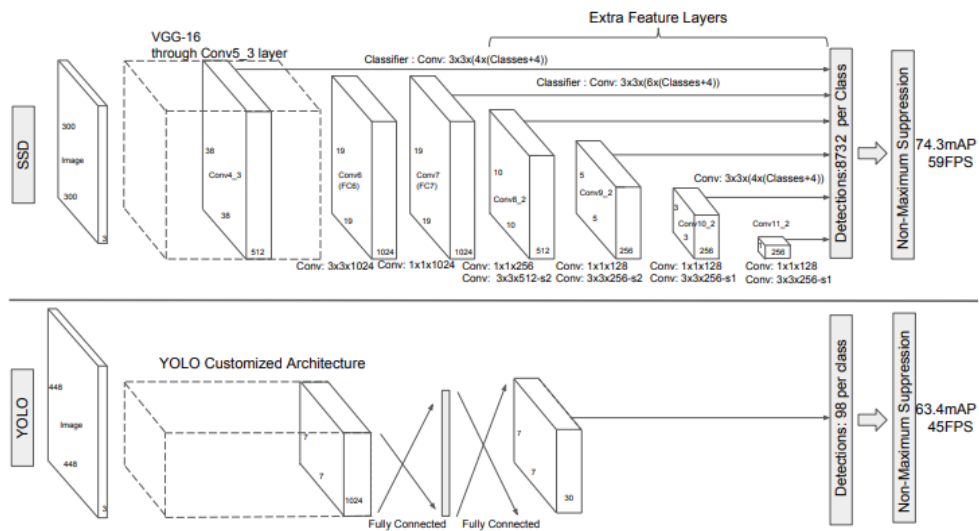 Extra Feature Layers
VGG-16
through Conv5_3 layer
Classifier : Conv: 3x3x(4x(Classes+4))
Classifier : Conv: 3x3x(6x(Classes+4))
SSD
300
Image
300
3
38
Conv4_3
38
512
19
Conv6
(FC6)
19
1024
19
Conv7
(FC7)
19
1024
10
Conv8_2
10
512
5
Conv9_2
5
256
Conv: 3x3x(4x(Classes+4))
3
Conv10_2
3
256
Conv11_2
1
256
Conv: 3x3x1024
Conv: 1x1x1024
Conv: 1x1x256
Conv: 3x3x512-s2
Conv: 1x1x128
Conv: 3x3x256-s2
Conv: 1x1x128
Conv: 3x3x256-s1
Conv: 1x1x128
Conv: 3x3x256-s1
Detections:8732 per Class
Non-Maximum Suppression
74.3mAP
59FPS
YOLO
448
Image
448
3
YOLO Customized Architecture
7
7
1024
Fully Connected
Fully Connected
7
7
30
Detections: 98 per class
Non-Maximum Suppression
63.4mAP
45FPS